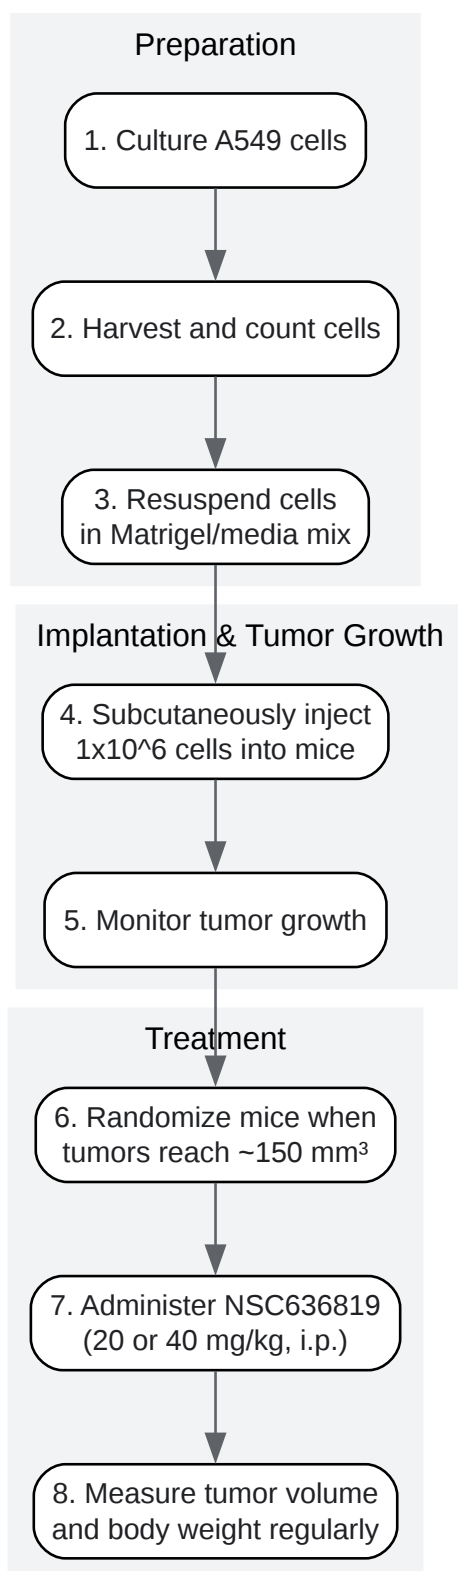 Preparation
1. Culture A549 cells
2. Harvest and count cells
3. Resuspend cells
in Matrigel/media mix
Implantation & Tumor Growth
4. Subcutaneously inject
1x10^6 cells into mice
5. Monitor tumor growth
Treatment
6. Randomize mice when
tumors reach ~150 mm³
7. Administer NSC636819
(20 or 40 mg/kg, i.p.)
8. Measure tumor volume
and body weight regularly